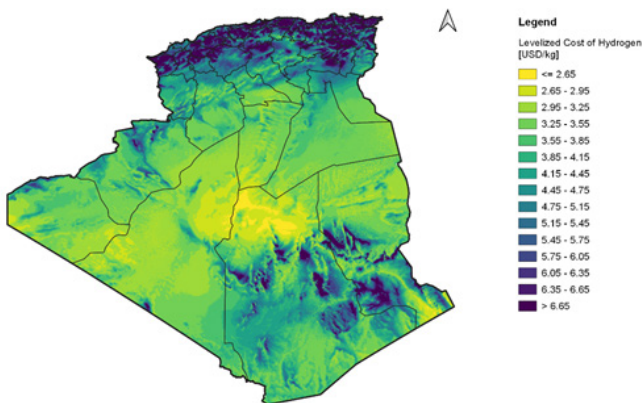 Legend
Levelized Cost of Hydrogen
[USD/kg]
<= 2.65
2.65 - 2.95
2.95 - 3.25
3.25 - 3.55
3.55 - 3.85
3.85 - 4.15
4.15 - 4.45
4.45 - 4.75
4.75 - 5.15
5.15 - 5.45
5.45 - 5.75
5.75 - 6.05
6.05 - 6.35
6.35 - 6.65
> 6.65